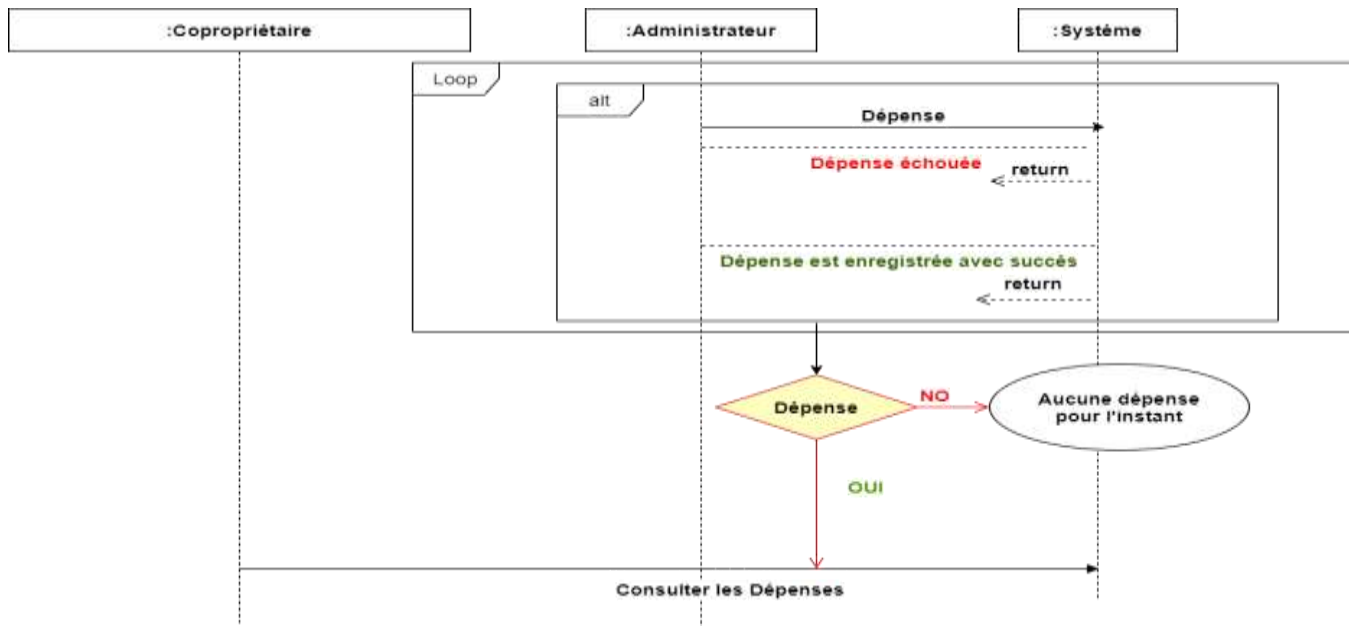 :Copropriétaire
:Administrateur
:Système
Loop
alt
Dépense
Dépense échouée
return
Dépense est enregistrée avec succès
return
Dépense
NO
Aucune dépense
pour l'instant
OUI
Consulter les Dépenses